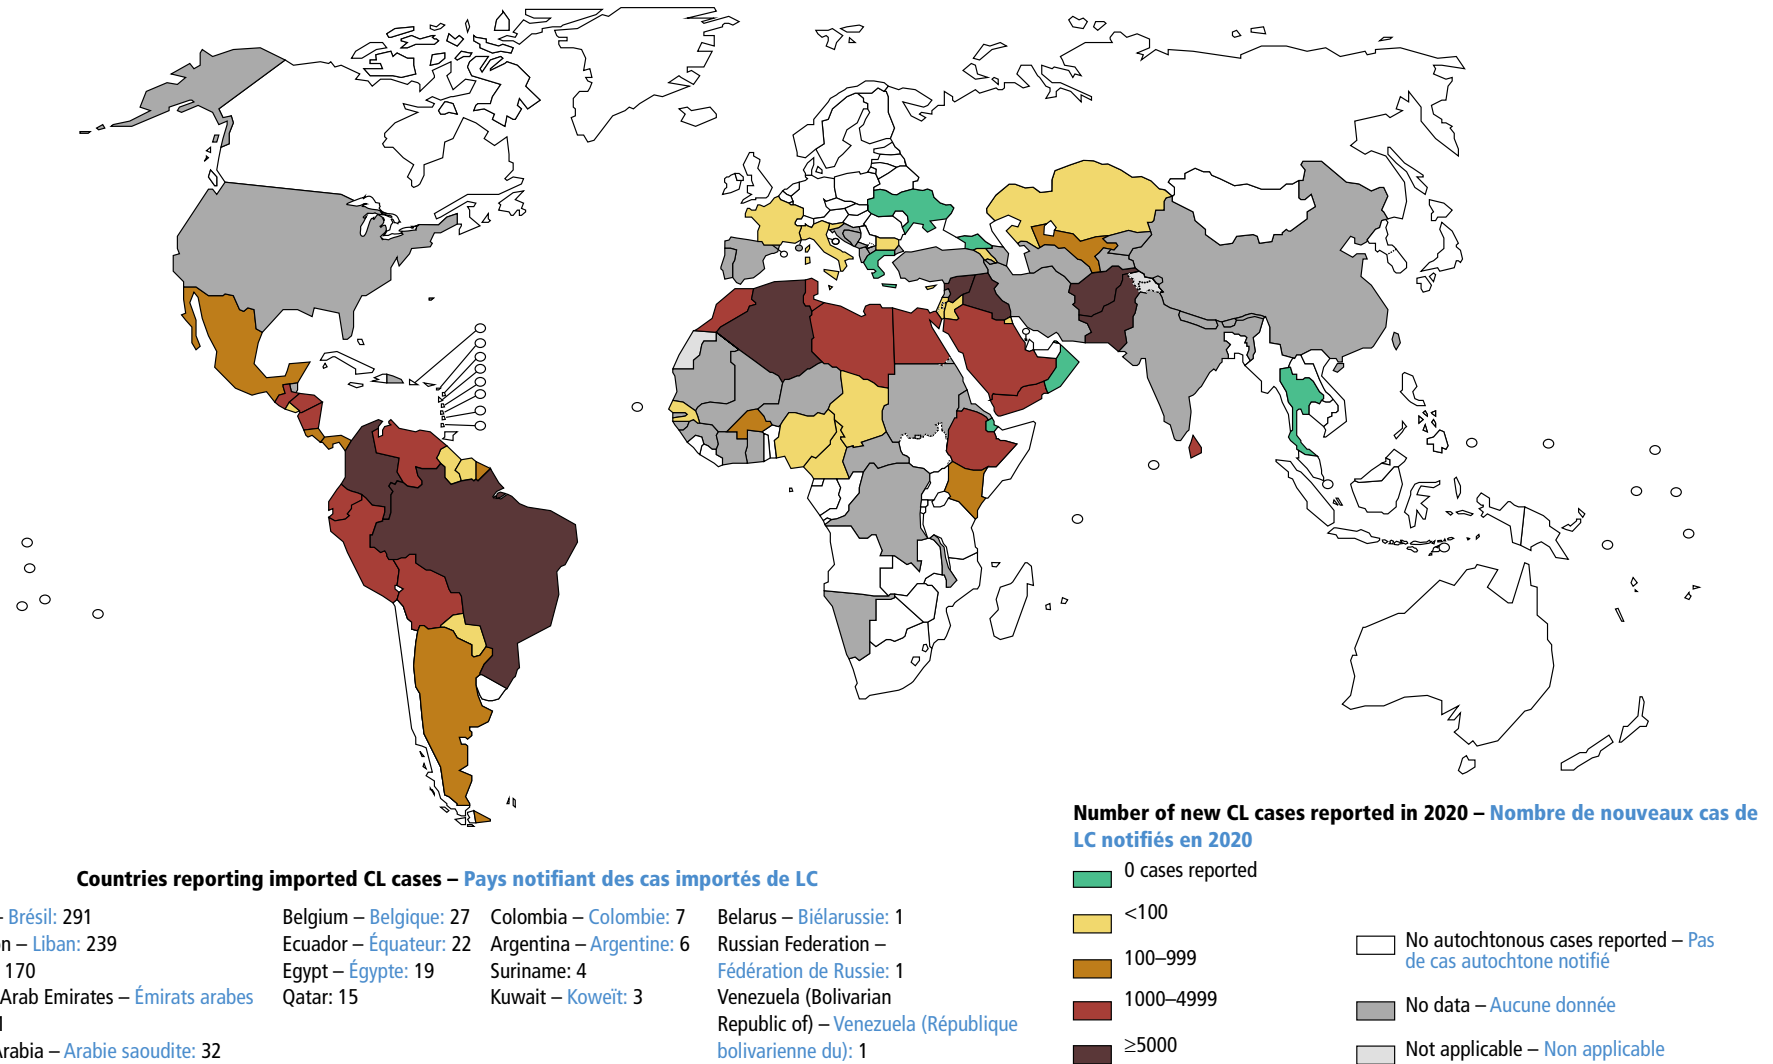 Number of new CL cases reported in 2020 – Nombre de nouveaux cas de
LC notifiés en 2020
0 cases reported
<100
100–999
1000–4999
≥5000
No autochtonous cases reported – Pas
de cas autochtone notifié
No data – Aucune donnée
Not applicable – Non applicable
Countries reporting imported CL cases – Pays notifiant des cas importés de LC
– Brésil: 291
– Liban: 239
170
Arab Emirates – Émirats arabes
– Arabie saoudite: 32
Belgium – Belgique: 27
Ecuador – Équateur: 22
Egypt – Égypte: 19
Qatar: 15
Colombia – Colombie: 7
Argentina – Argentine: 6
Suriname: 4
Kuwait – Koweït: 3
Belarus – Biélarussie: 1
Russian Federation –
Fédération de Russie: 1
Venezuela (Bolivarian
Republic of) – Venezuela (République
bolivarienne du): 1